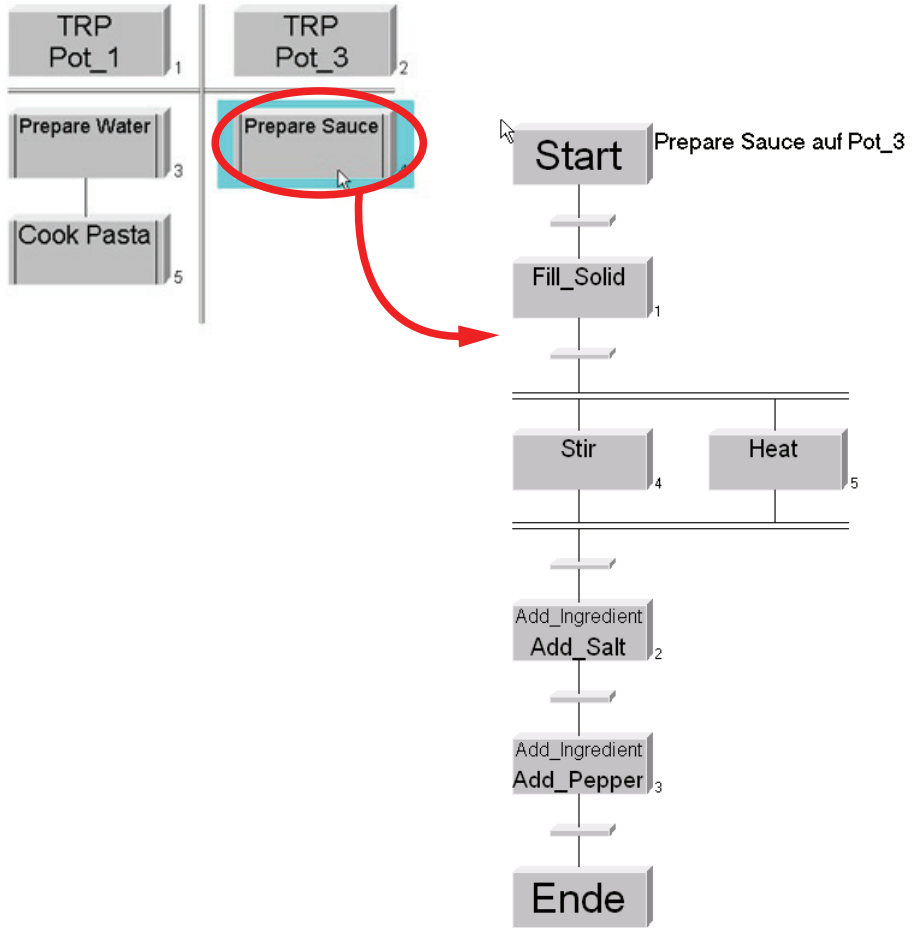 TRP
Pot_1
1
TRP
Pot_3
2
Prepare Water
3
Prepare Sauce
4
Cook Pasta
5
Start
Prepare Sauce auf Pot_3
Fill_Solid
1
Stir
4
Heat
5
Add_Ingredient
Add_Salt
2
Add_Ingredient
Add_Pepper
3
Ende